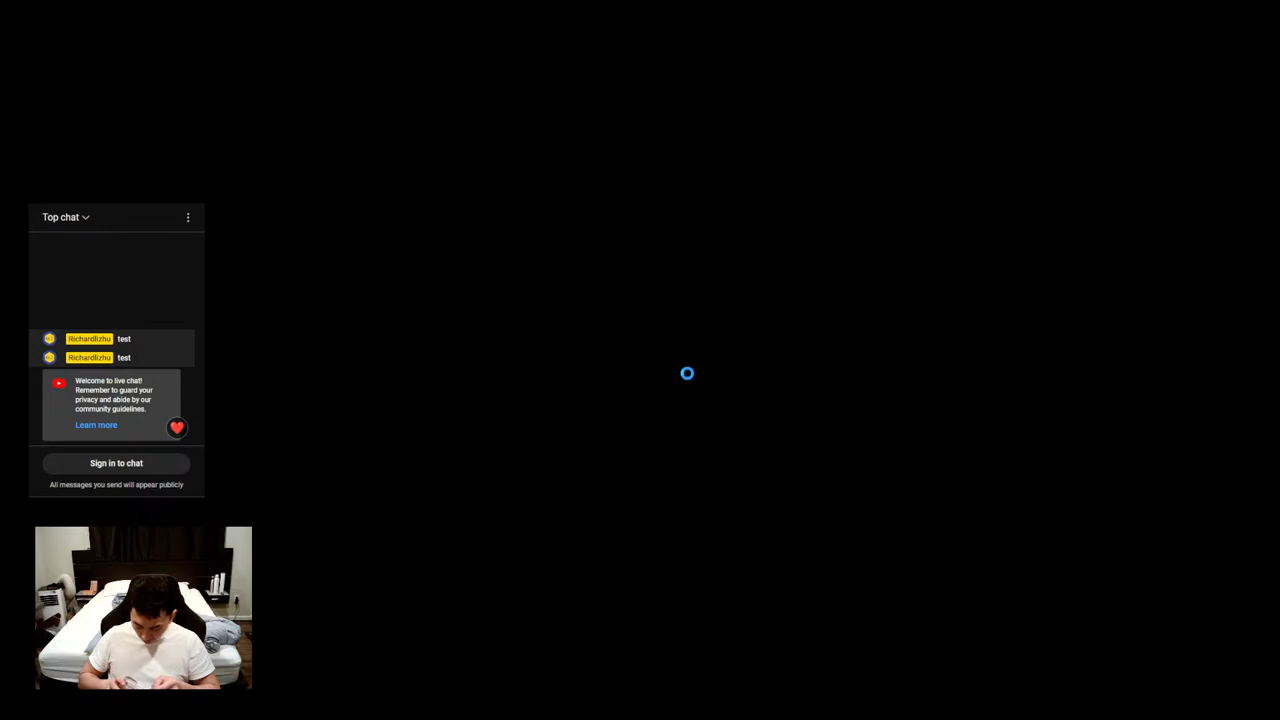 Top chat
Richardlizhu test
Richardlizhu test
Welcome to live chat!
Remember to guard your
privacy and abide by our
community guidelines.
Learn more
Sign in to chat
All messages you send will appear publicly